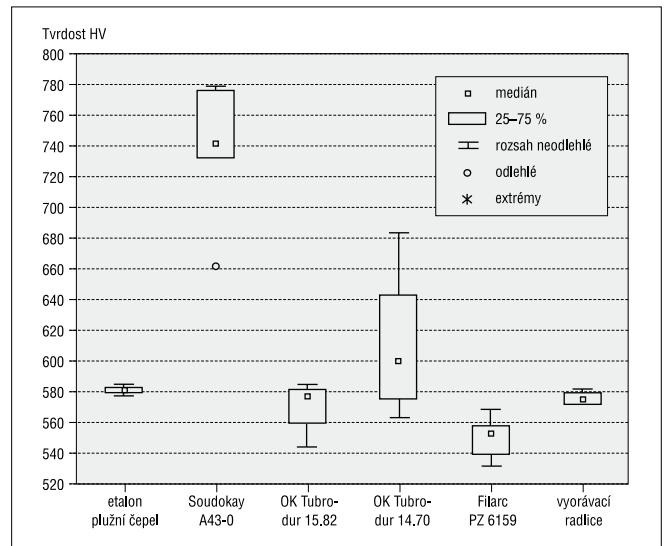 Tvrdost HV
800
780
760
740
720
700
680
660
640
620
600
580
560
540
520
medián
25–75 %
rozsah neodlehlé
odlehlé
extrémy
etalon
plužní čepel
Soudokay
A43-0
OK Tubro-
dur 15.82
OK Tubro-
dur 14.70
Filarc
PZ 6159
vyorávací
radlice